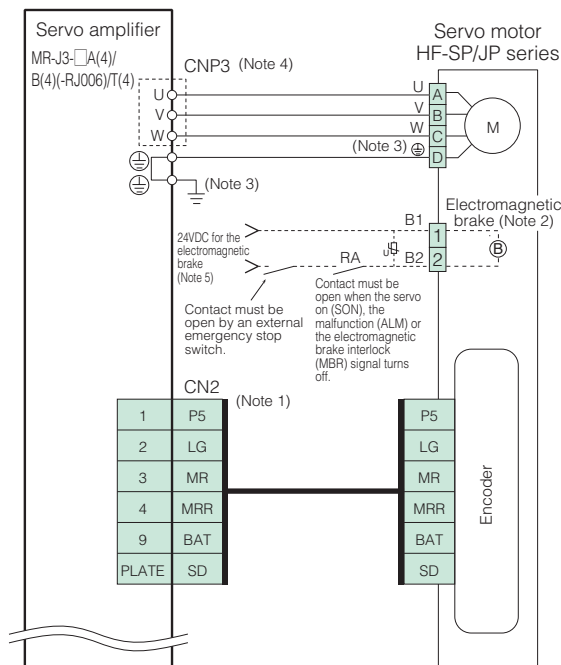 Servo amplifier
MR-J3-□A(4)/
B(4)(-RJ006)/T(4)
CNP3 (Note 4)
Servo motor
HF-SP/JP series
U
V
W
U
V
W
(Note 3)
A
B
C
D
M
(Note 3)
24VDC for the
electromagnetic
brake
(Note 5)
Contact must be
open by an external
emergency stop
switch.
RA
Contact must be
open when the servo
on (SON), the
malfunction (ALM) or
the electromagnetic
brake interlock
(MBR) signal turns
off.
B1
B2
U
1
2
Electromagnetic
brake (Note 2)
B
CN2 (Note 1)
1 P5
2 LG
3 MR
4 MRR
9 BAT
PLATE SD
P5
LG
MR
MRR
BAT
SD
Encoder